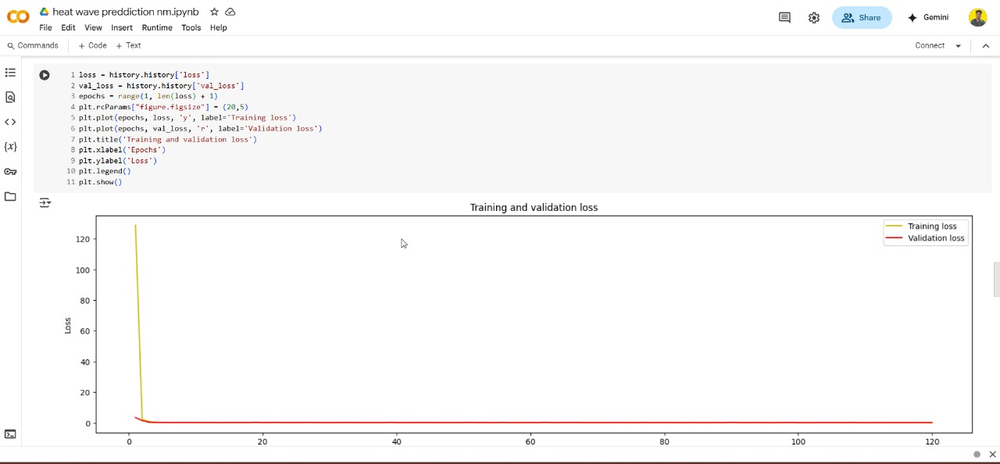 heat wave preddiction nm.ipynb
File Edit View Insert Runtime Tools Help
Share
Gemini
Commands + Code + Text
Connect
1 loss = history.history['loss']
2 val_loss = history.history['val_loss']
3 epochs = range(1, len(loss) + 1)
4 plt.rcParams["figure.figsize"] = (20,5)
5 plt.plot(epochs, loss, 'y', label='Training loss')
6 plt.plot(epochs, val_loss, 'r', label='Validation loss')
7 plt.title('Training and validation loss')
8 plt.xlabel('Epochs')
9 plt.ylabel('Loss')
10 plt.legend()
11 plt.show()
{x}
Training and validation loss
Training loss
Validation loss
Loss
120
100
80
60
40
20
0
0 20 40 60 80 100 120